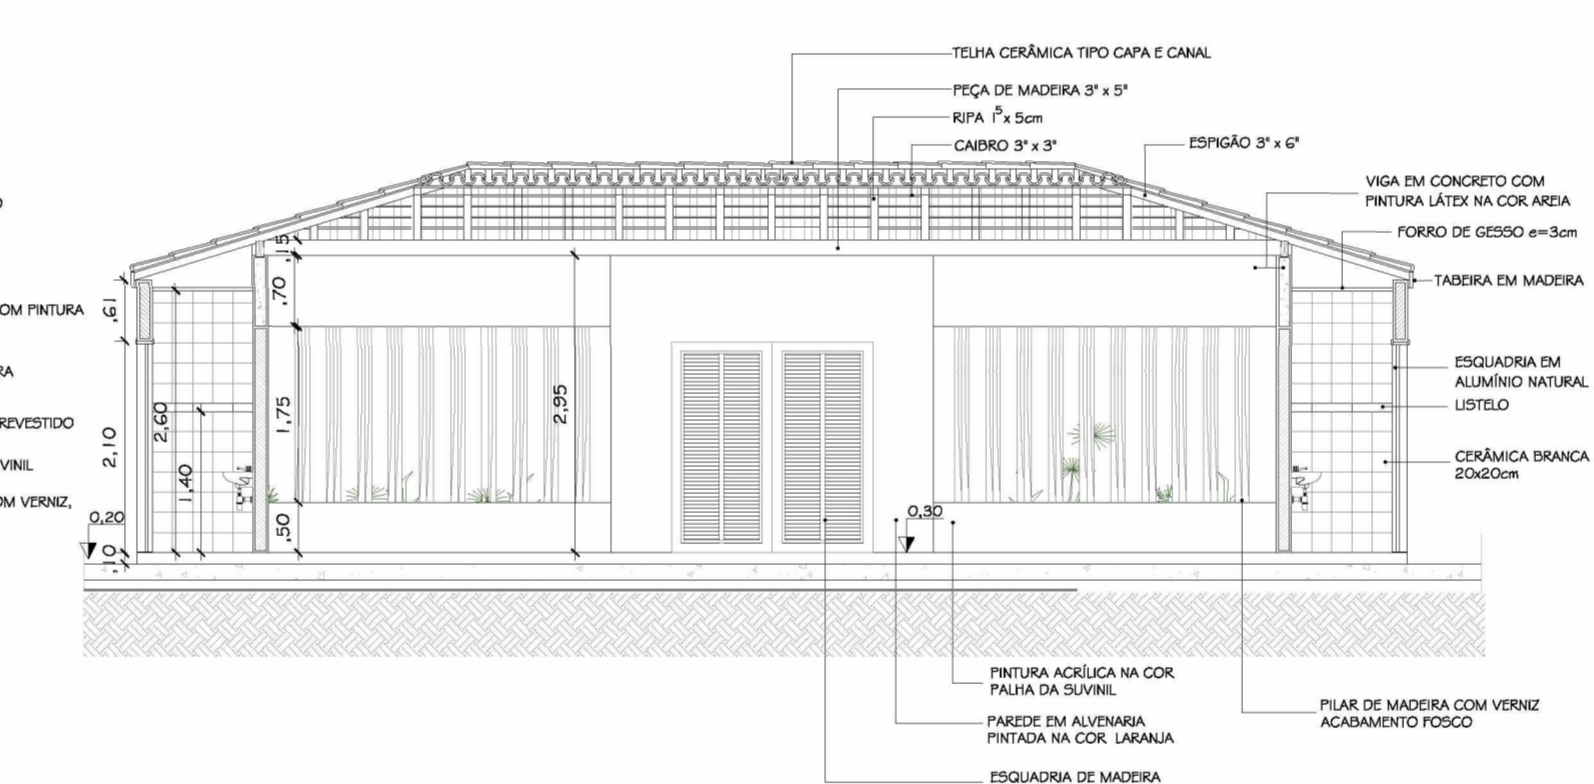 TELHA CERÂMICA TIPO CAPA E CANAL
PEÇA DE MADEIRA 3" x 5"
RIPA 1⁵ x 5cm
CAIBRO 3" x 3"
ESPIGÃO 3" x 6"
VIGA EM CONCRETO COM
PINTURA LÁTEX NA COR AREIA
FORRO DE GESSO e=3cm
TABEIRA EM MADEIRA
ESQUADRIA EM
ALUMÍNIO NATURAL
LISTELO
CERÂMICA BRANCA
20x20cm
O
OM PINTURA
RA
REVESTIDO
VINIL
OM VERNIZ,
,15
,70
,61
1,75
2,95
2,60
2,10
1,40
,50
0,20
,10
0,30
PINTURA ACRÍLICA NA COR
PALHA DA SUVINIL
PAREDE EM ALVENARIA
PINTADA NA COR LARANJA
ESQUADRIA DE MADEIRA
PILAR DE MADEIRA COM VERNIZ
ACABAMENTO FOSCO